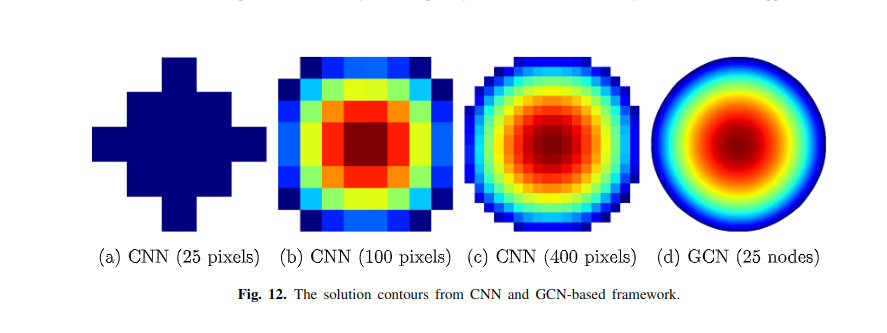 (a) CNN (25 pixels) (b) CNN (100 pixels) (c) CNN (400 pixels) (d) GCN (25 nodes)
Fig. 12. The solution contours from CNN and GCN-based framework.